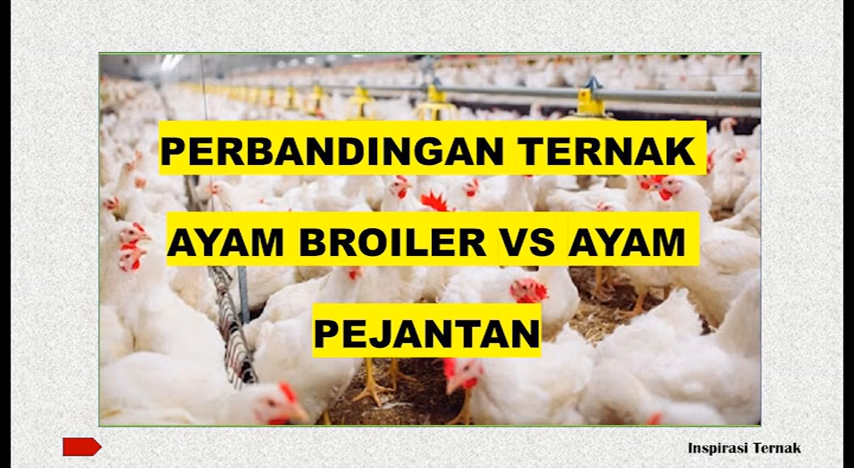 PERBANDINGAN TERNAK
AYAM BROILER VS AYAM
PEJANTAN
Inspirasi Ternak